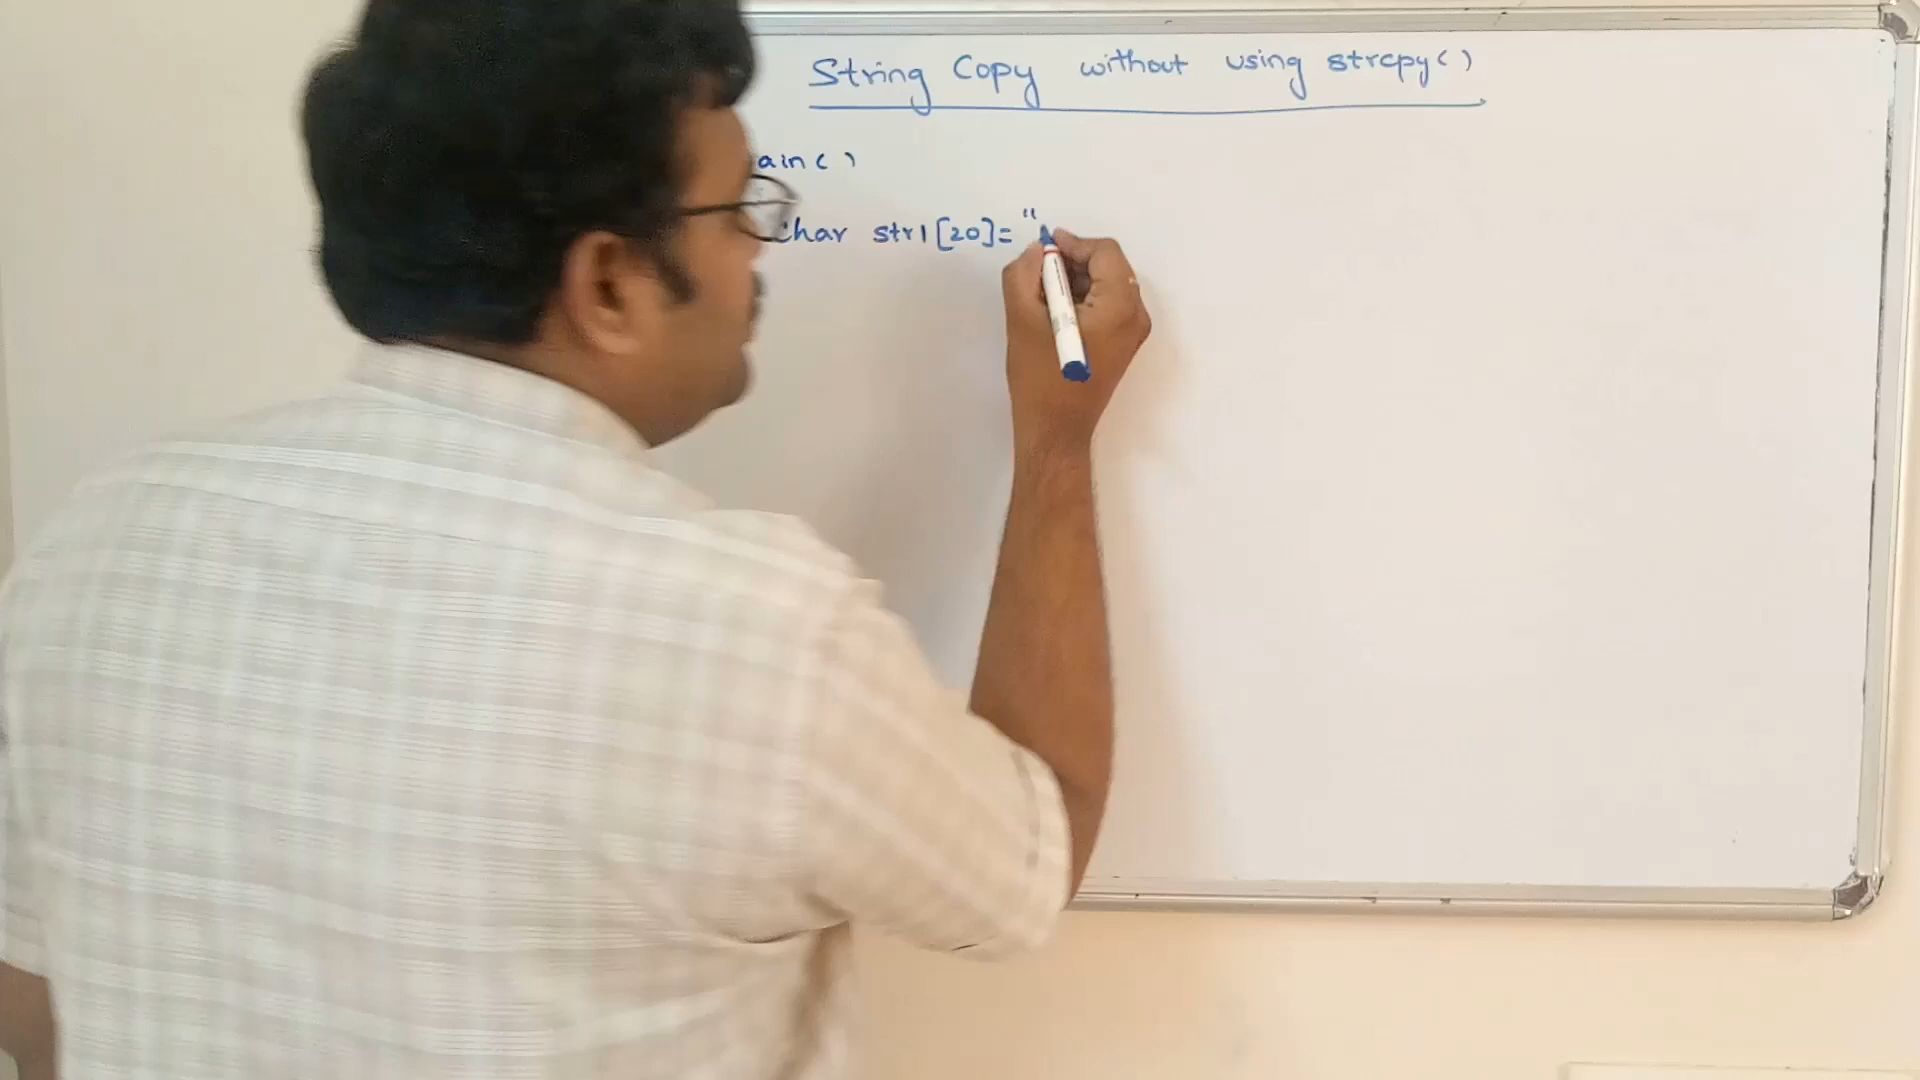 String Copy without using strcpy()
ain()
char str1[20]= "